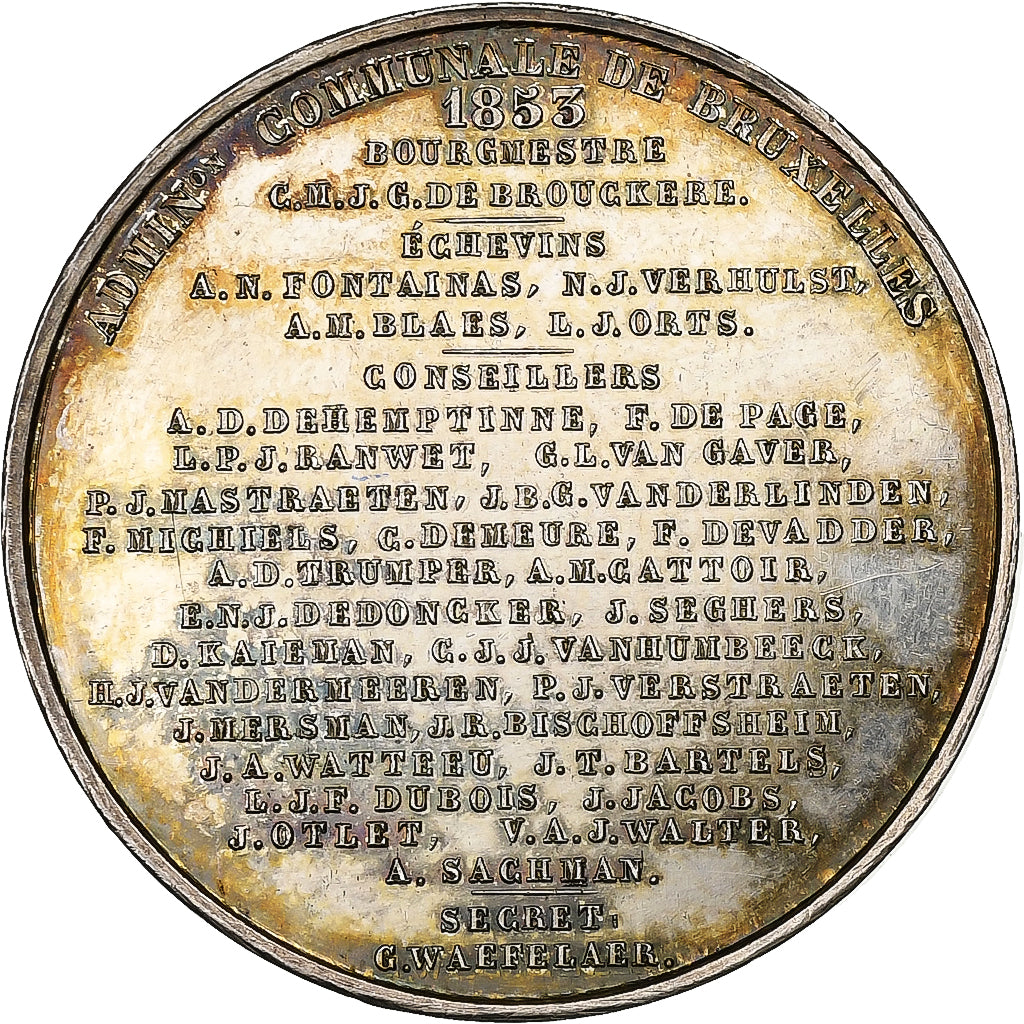 ADMIN^ON COMMUNALE DE BRUXELLES
1853
BOURGMESTRE
C.M.J.G.DE BROUCKERE.
ÉCHEVINS
A.N.FONTAINAS, N.J.VERHULST,
A.M.BLAES, L.J.ORTS.
CONSEILLERS
A.D.DEHEMPTINNE, F.DE PAGE,
L.P.J.RANWET, G.L.VAN GAVER,
P.J.MASTRAETEN, J.B.G.VANDERLINDEN,
F.MICHIELS, C.DEMEURE, F.DEVADDER,
A.D.TRUMPER, A.M.CATTOIR,
E.N.J.DEDONCKER, J.SEGHERS,
D.KAIEMAN, C.J.J.VANHUMBEECK,
H.J.VANDERMEEREN, P.J.VERSTRAETEN,
J.MERSMAN, J.R.BISCHOFFSHEIM,
J.A.WATTEEU, J.T.BARTELS,
L.J.F.DUBOIS, J.JACOBS,
J.OTLET, V.A.J.WALTER,
A.SACHMAN.
SECRET:
C.WAEFELAER.